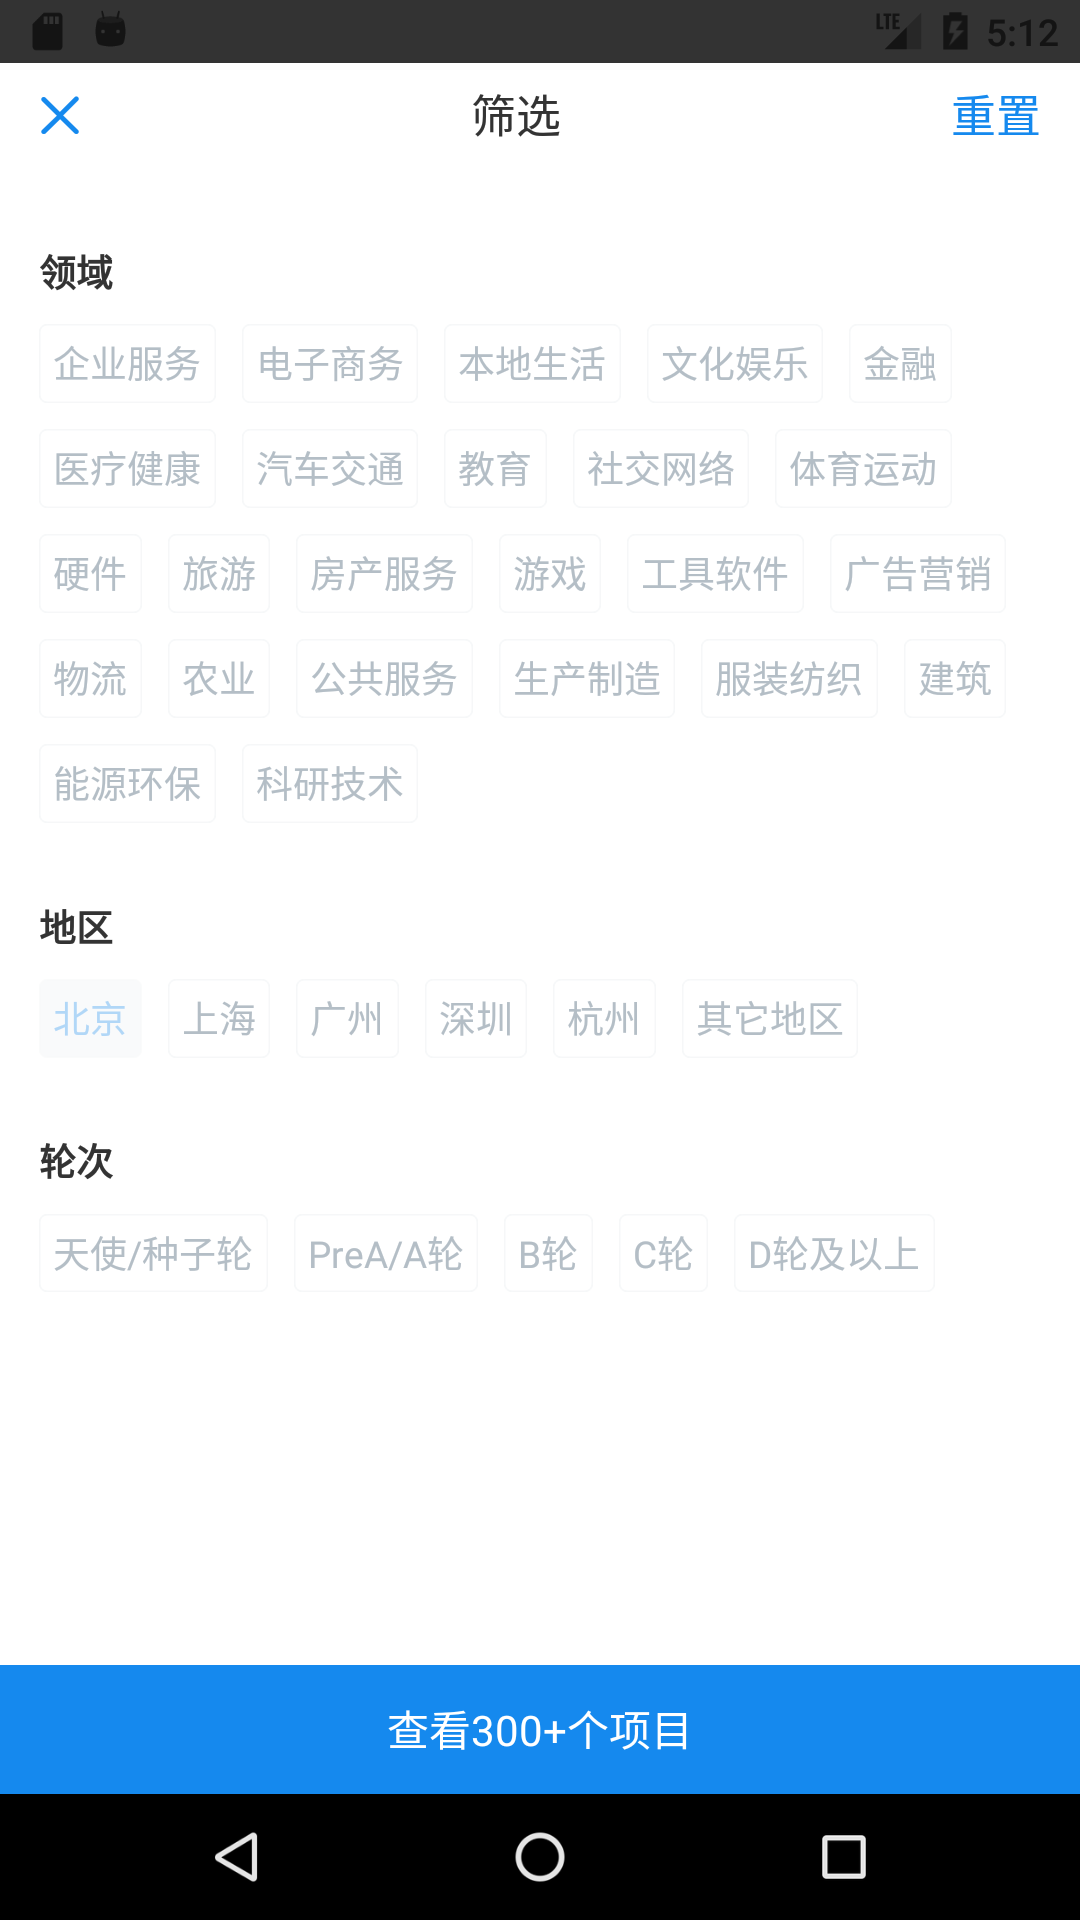 LTE 5:12
筛选 重置
领域
企业服务 电子商务 本地生活 文化娱乐 金融
医疗健康 汽车交通 教育 社交网络 体育运动
硬件 旅游 房产服务 游戏 工具软件 广告营销
物流 农业 公共服务 生产制造 服装纺织 建筑
能源环保 科研技术
地区
北京 上海 广州 深圳 杭州 其它地区
轮次
天使/种子轮 PreA/A轮 B轮 C轮 D轮及以上
查看300+个项目